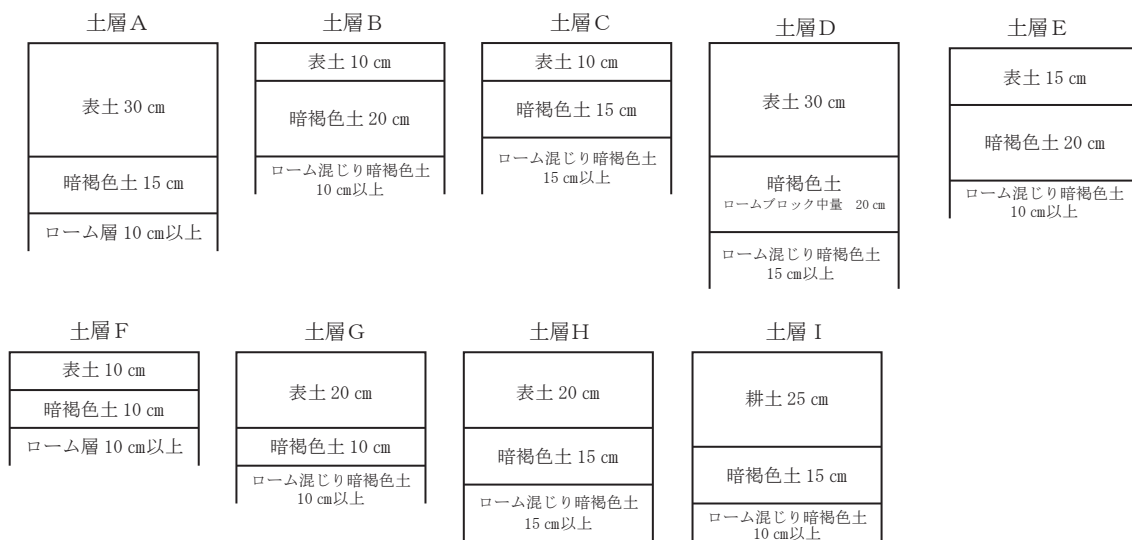 土層A
表土 30 cm
暗褐色土 15 cm
ローム層 10 cm以上
土層B
表土 10 cm
暗褐色土 20 cm
ローム混じり暗褐色土
10 cm以上
土層C
表土 10 cm
暗褐色土 15 cm
ローム混じり暗褐色土
15 cm以上
土層D
表土 30 cm
暗褐色土
ロームブロック中量 20 cm
ローム混じり暗褐色土
15 cm以上
土層E
表土 15 cm
暗褐色土 20 cm
ローム混じり暗褐色土
10 cm以上
土層F
表土 10 cm
暗褐色土 10 cm
ローム層 10 cm以上
土層G
表土 20 cm
暗褐色土 10 cm
ローム混じり暗褐色土
10 cm以上
土層H
表土 20 cm
暗褐色土 15 cm
ローム混じり暗褐色土
15 cm以上
土層I
耕土 25 cm
暗褐色土 15 cm
ローム混じり暗褐色土
10 cm以上